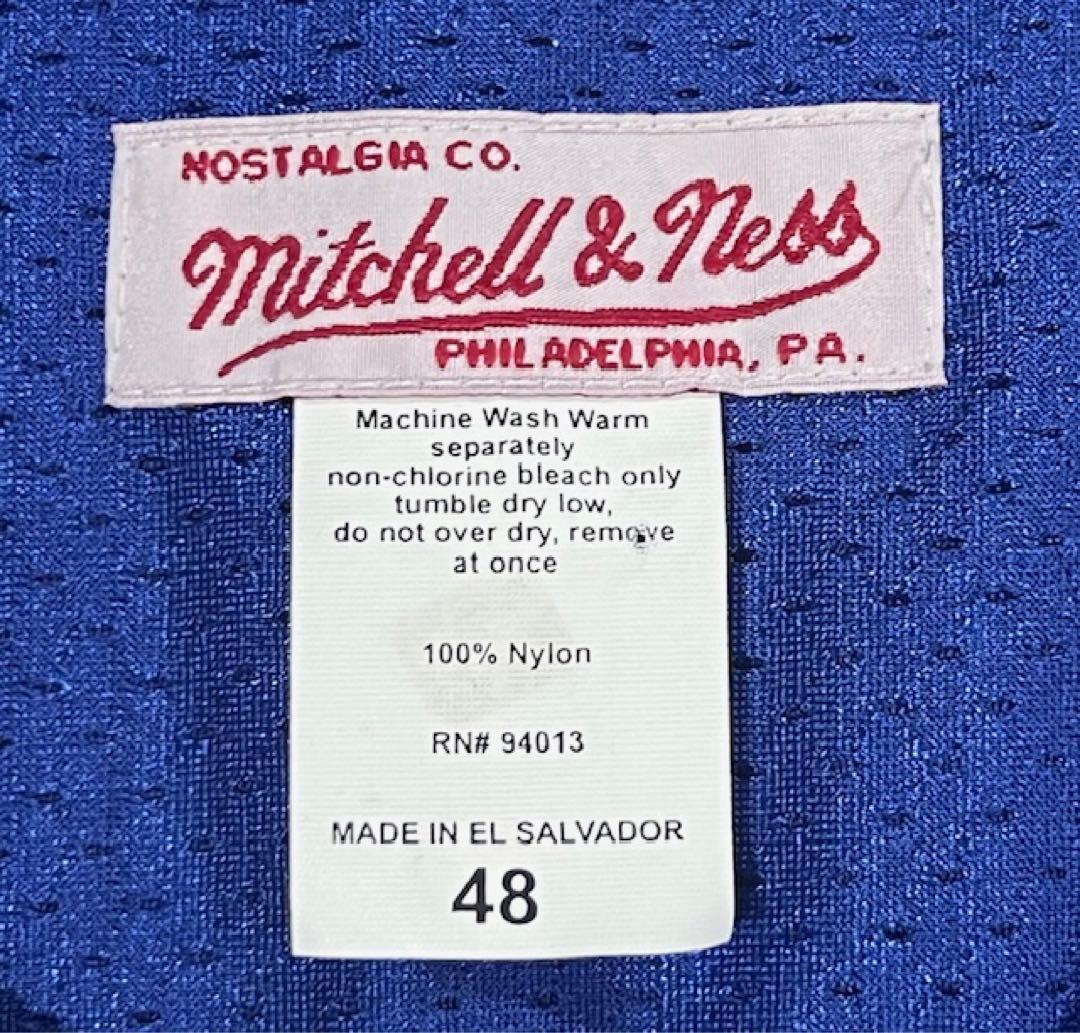 NOSTALGIA CO.
Mitchell & Ness
PHILADELPHIA, PA.
Machine Wash Warm
separately
non-chlorine bleach only
tumble dry low,
do not over dry, remove
at once
100% Nylon
RN# 94013
MADE IN EL SALVADOR
48